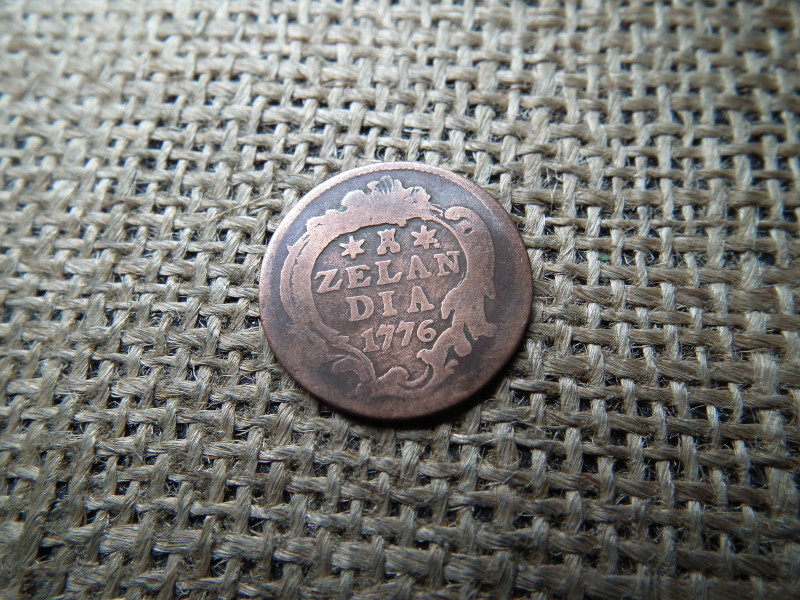 * R *
ZELAN
DIA
1776